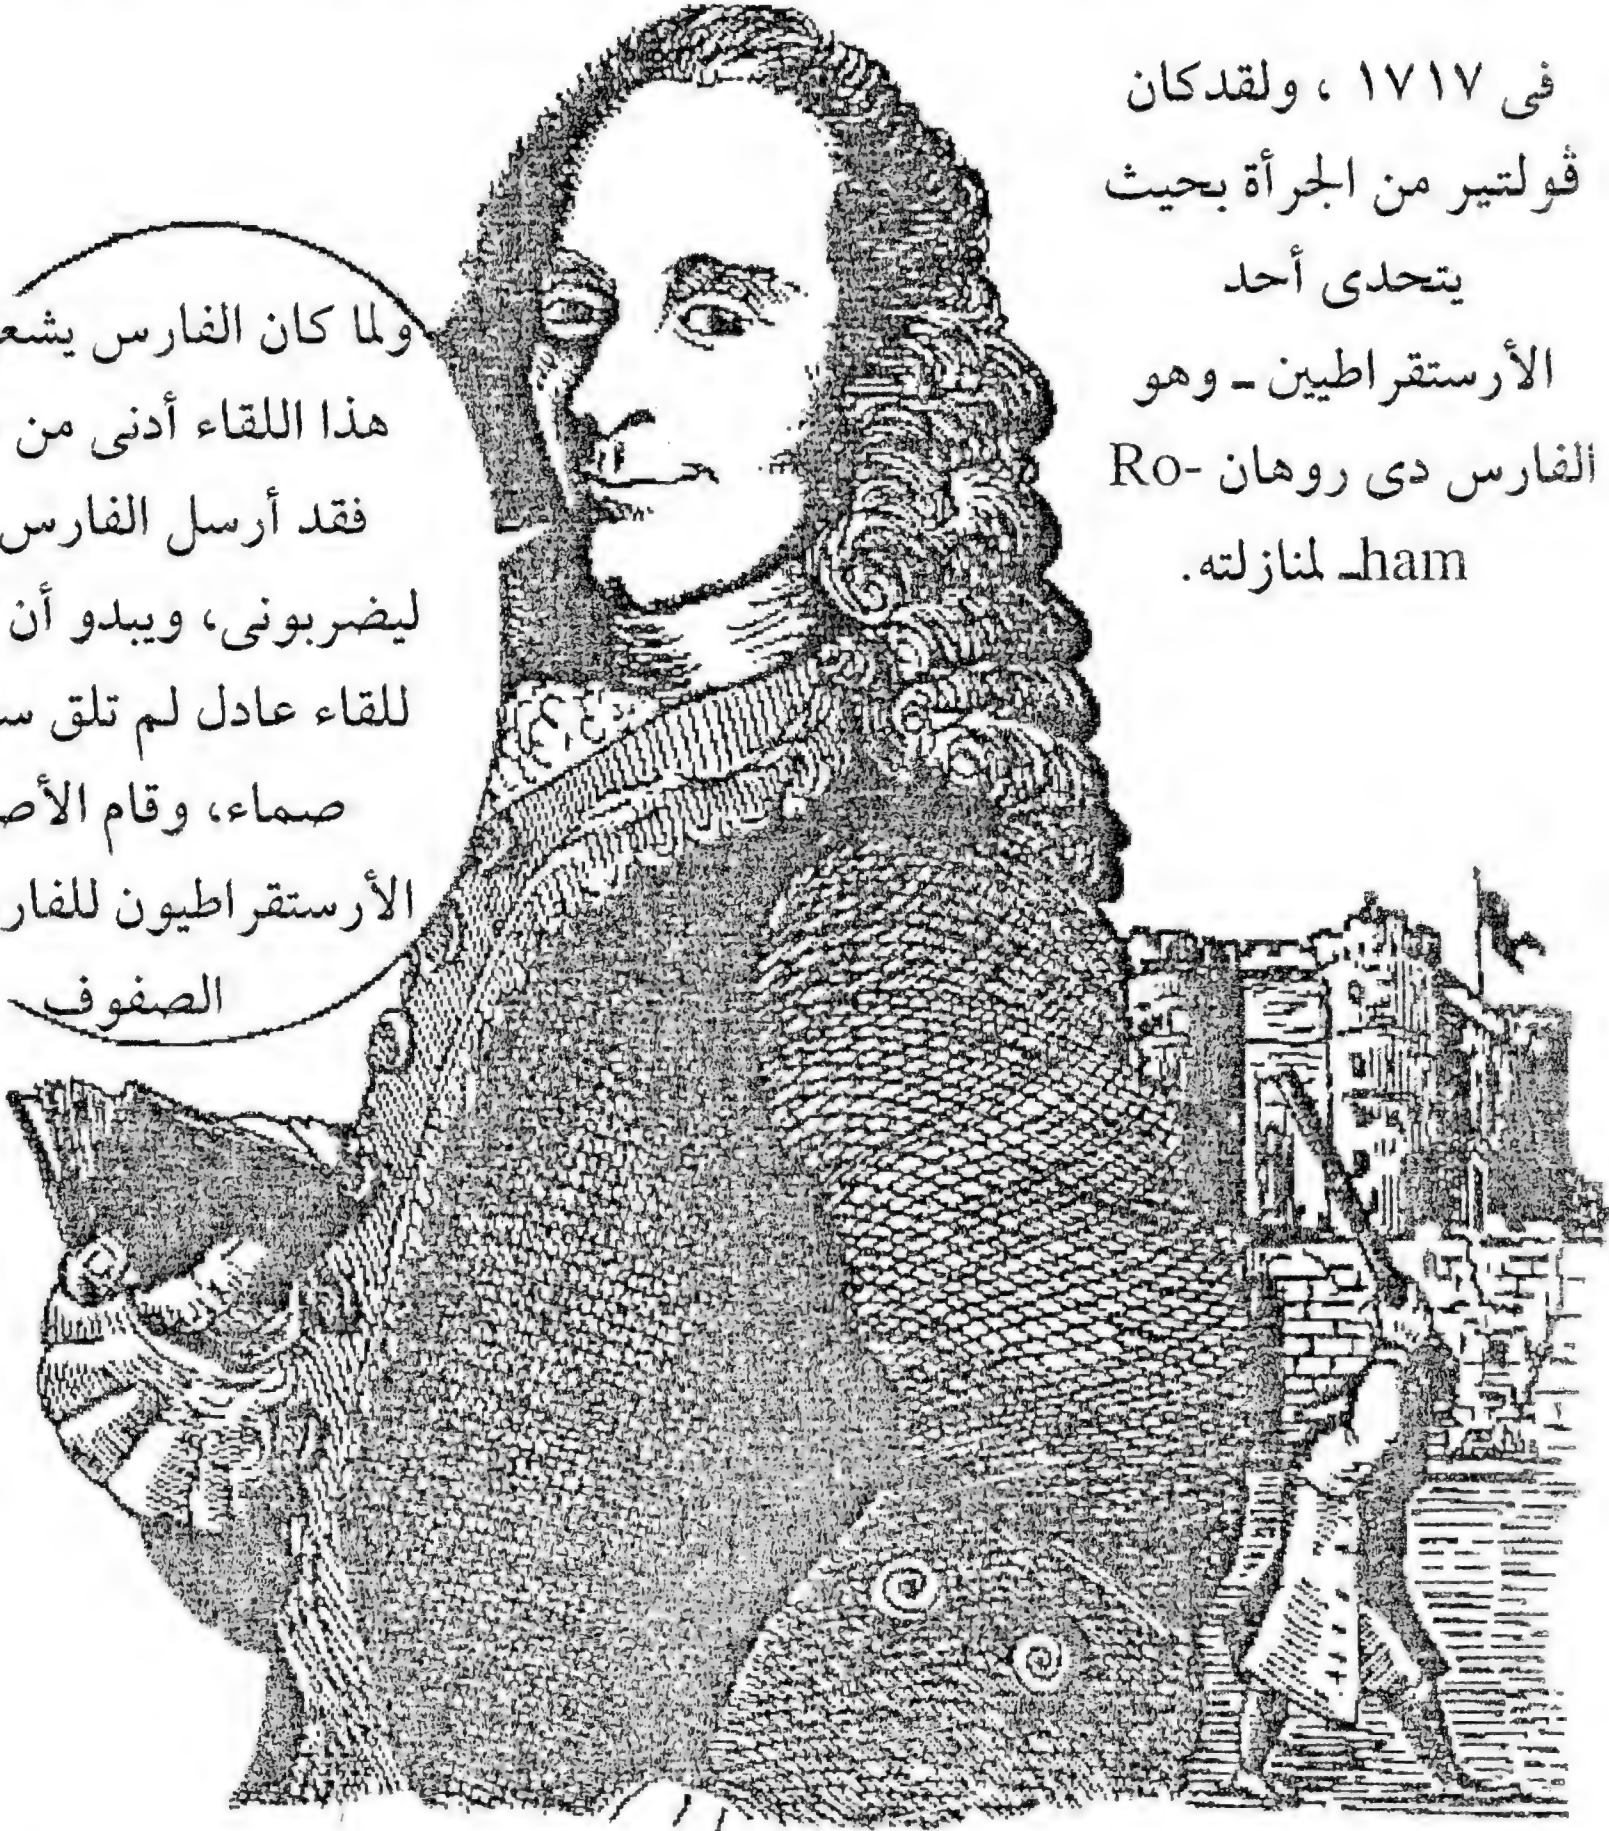 فى ١٧١٧ ، ولقدكان
ڤولتير من الجرأة بحيث
يتحدى أحد
الأرستقراطيين ـ وهو
الفارس دى روهان Ro-
ham ـ لمنازلته.
ولما كان الفارس يشعر
هذا اللقاء أدنى من
فقد أرسل الفارس
ليضربونى، ويبدو أن
للقاء عادل لم تلق
صماء، وقام
الأرستقراطيون
الصفوف